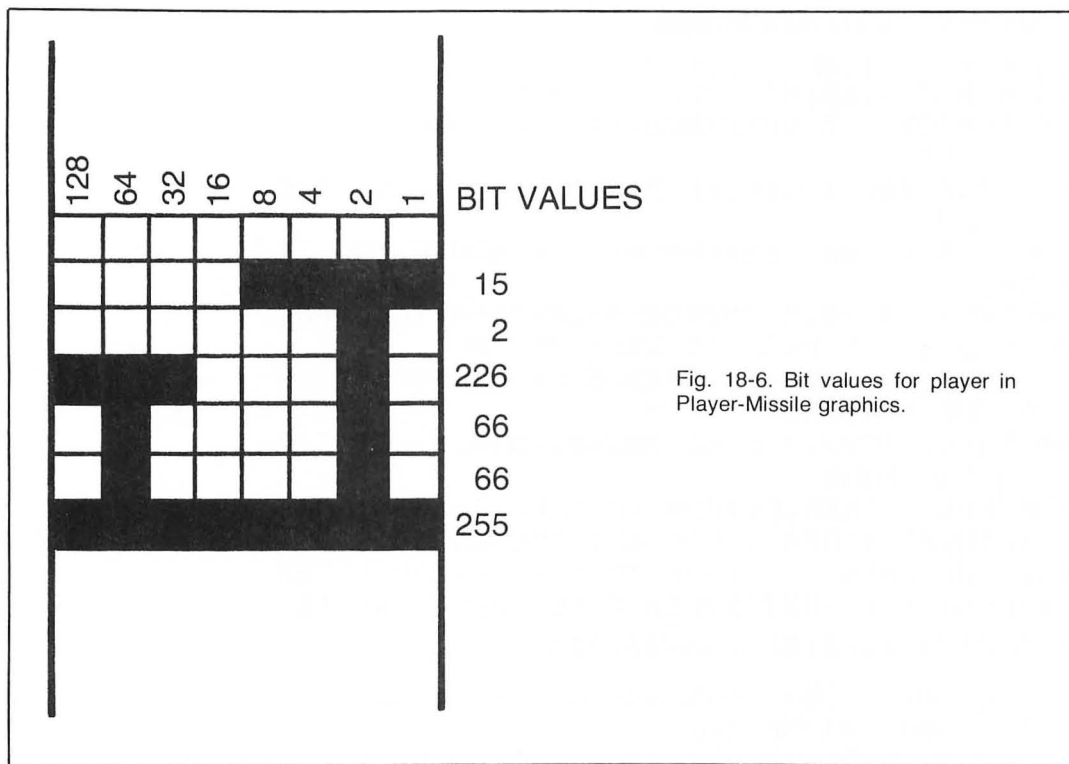 128 64 32 16 8 4 2 1 BIT VALUES
15
2
226
66
66
255
Fig. 18-6. Bit values for player in
Player-Missile graphics.